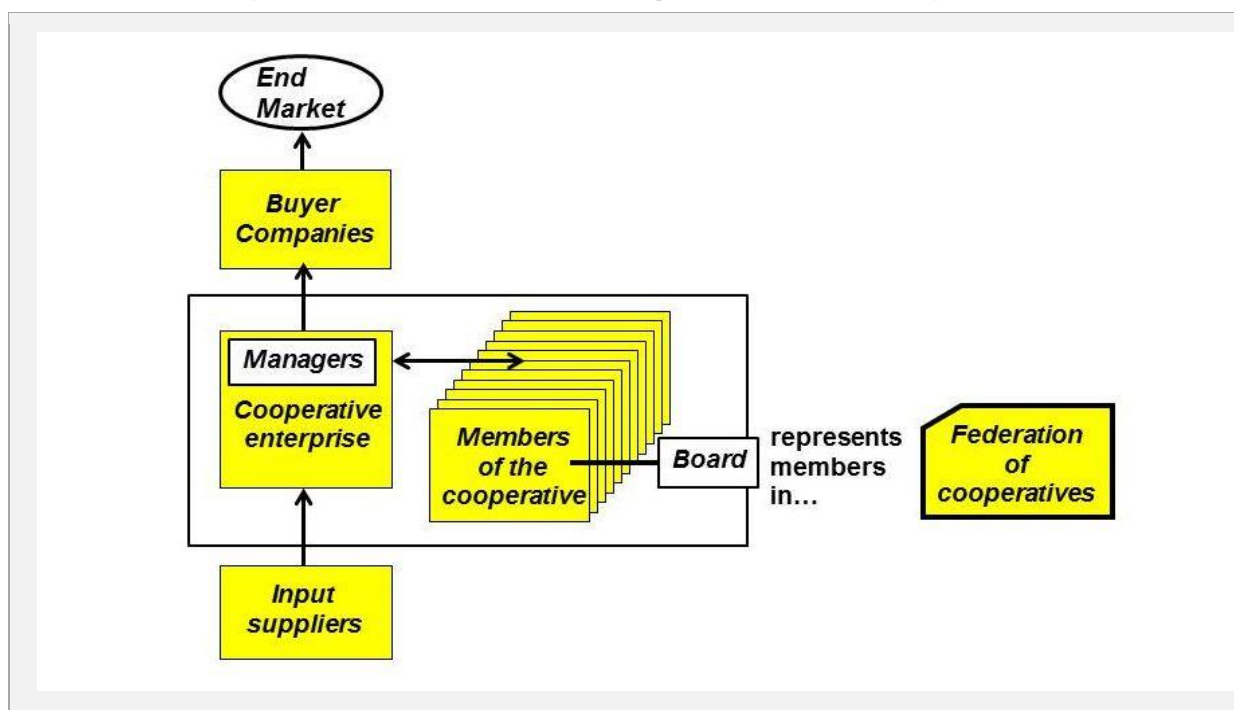 End
Market
Buyer
Companies
Managers
Cooperative
enterprise
Members
of the
cooperative
Board
represents
members
in...
Federation
of
cooperatives
Input
suppliers